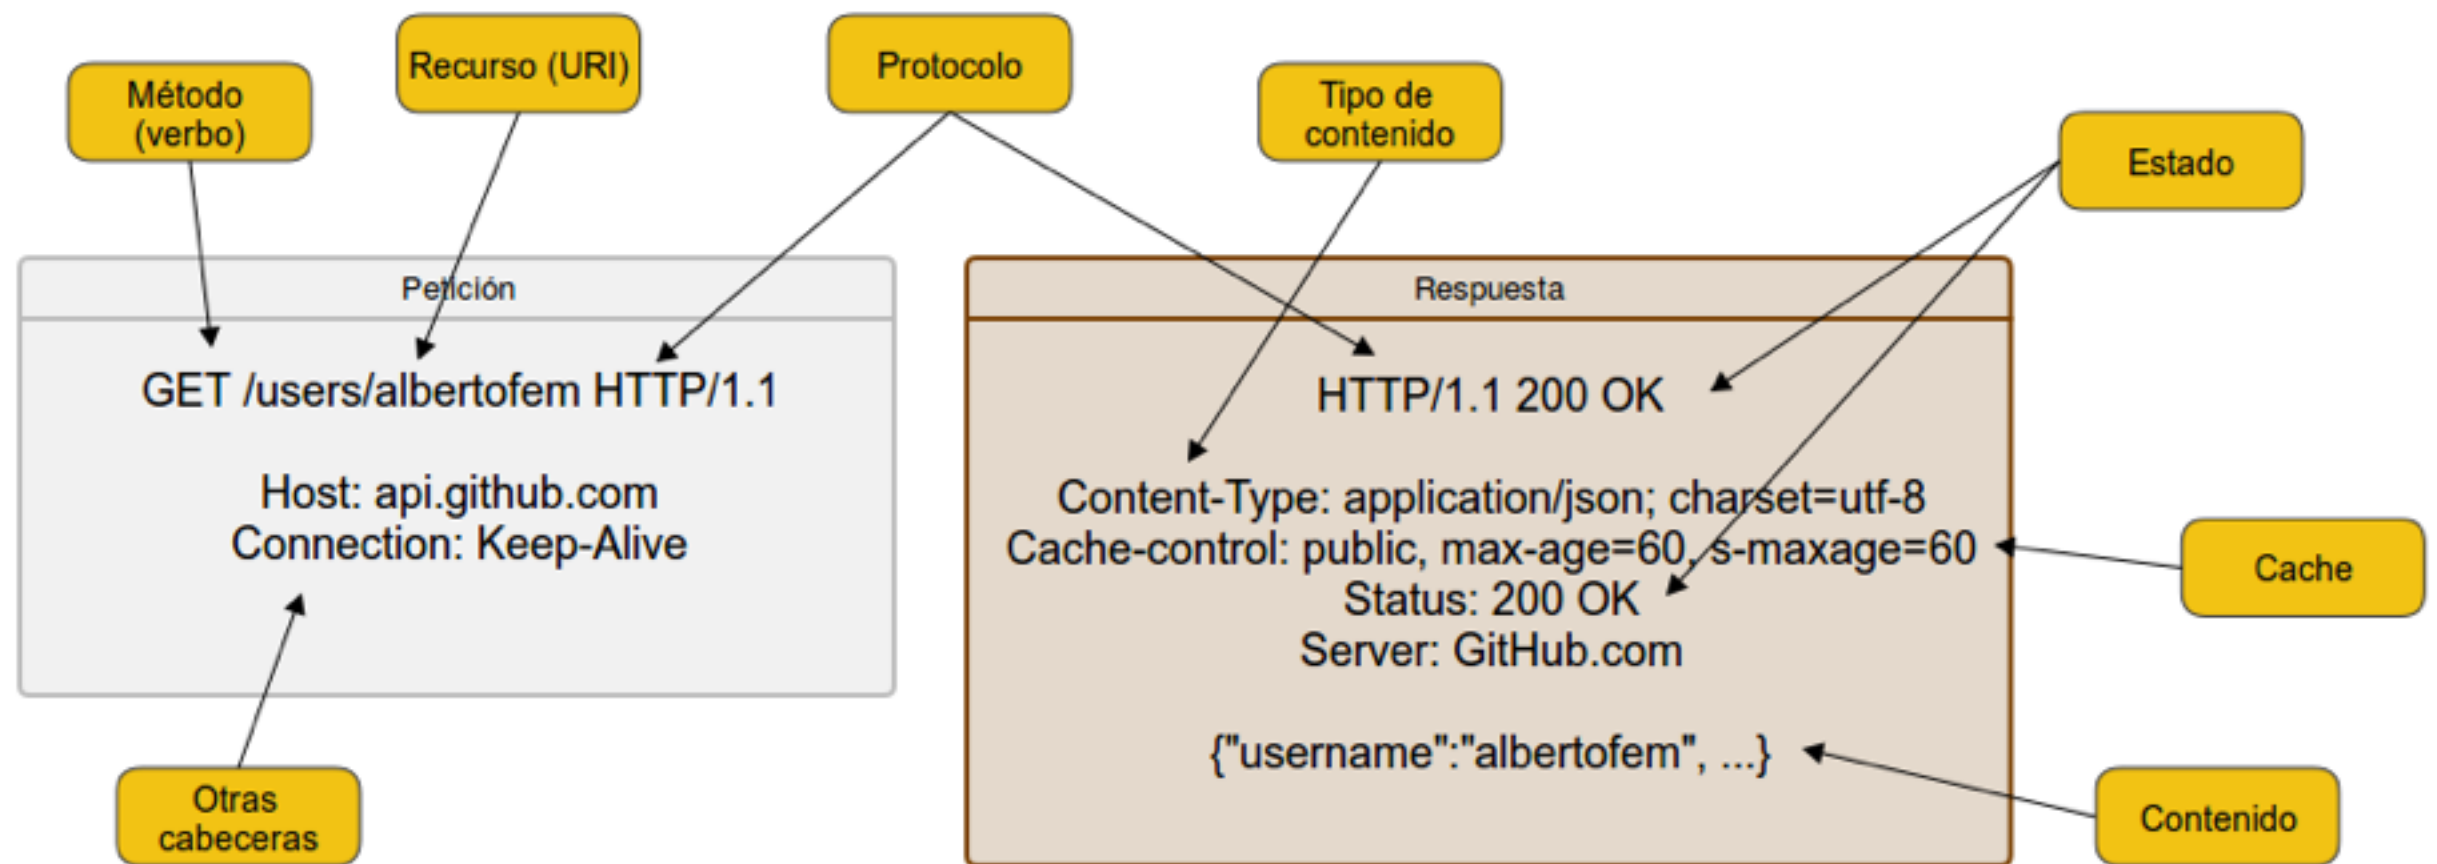 Recurso (URI)
Protocolo
Método
(verbo)
Tipo de
contenido
Estado
Petición
GET /users/albertofem HTTP/1.1
Host: api.github.com
Connection: Keep-Alive
Otras
cabeceras
Respuesta
HTTP/1.1 200 OK
Content-Type: application/json; charset=utf-8
Cache-control: public, max-age=60, s-maxage=60
Status: 200 OK
Server: GitHub.com
{"username":"albertofem", ...}
Cache
Contenido